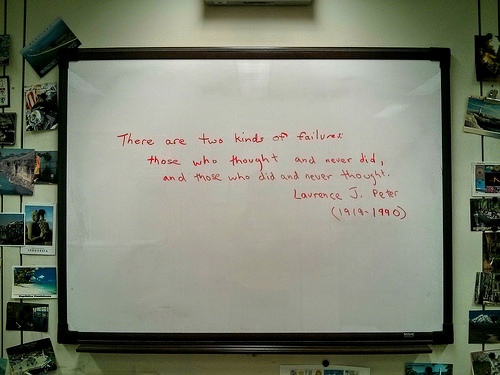 There are two kinds of failures:
those who thought and never did,
and those who did and never thought.
Laurence J. Peter
(1919-1990)